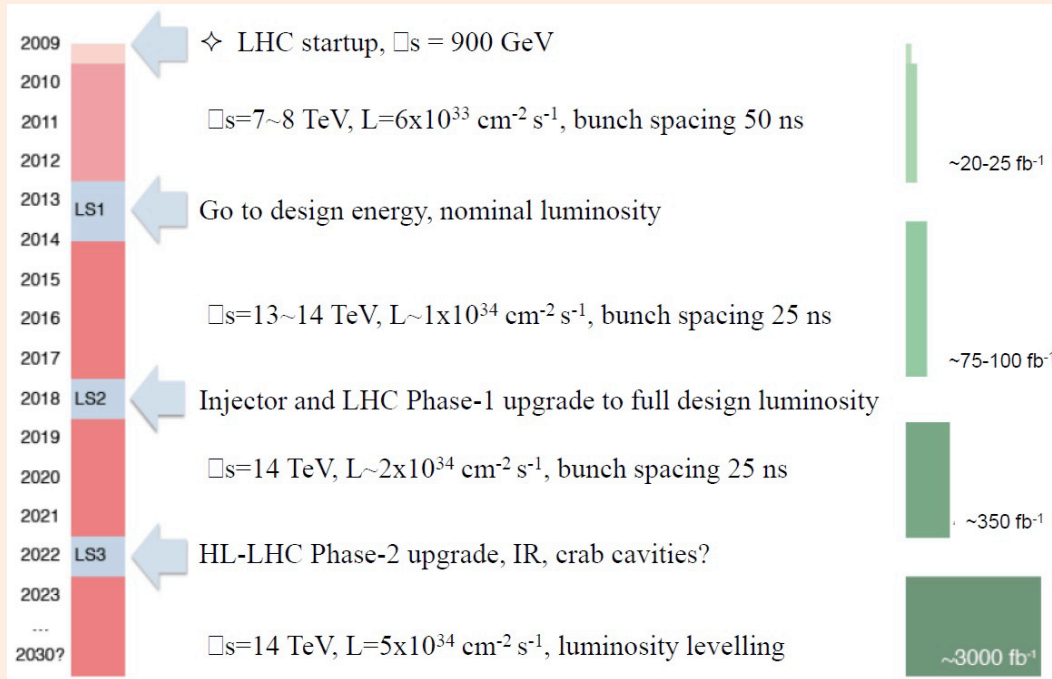 2009
✧ LHC startup, □s = 900 GeV
2010
2011
□s=7~8 TeV, L=6x10³³ cm⁻² s⁻¹, bunch spacing 50 ns
2012
~20-25 fb⁻¹
2013
LS1
Go to design energy, nominal luminosity
2014
2015
2016
□s=13~14 TeV, L~1x10³⁴ cm⁻² s⁻¹, bunch spacing 25 ns
2017
~75-100 fb⁻¹
2018
LS2
Injector and LHC Phase-1 upgrade to full design luminosity
2019
2020
□s=14 TeV, L~2x10³⁴ cm⁻² s⁻¹, bunch spacing 25 ns
2021
~350 fb⁻¹
2022
LS3
HL-LHC Phase-2 upgrade, IR, crab cavities?
2023
...
2030?
□s=14 TeV, L=5x10³⁴ cm⁻² s⁻¹, luminosity levelling
~3000 fb⁻¹